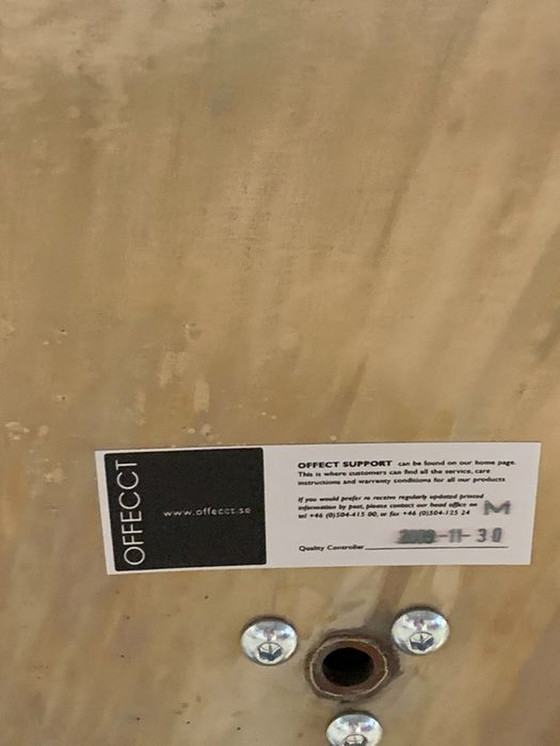 OFFECCT
www.offecct.se
OFFECT SUPPORT can be found on our home page.
This is where customers can find all the service, care
instructions and warranty conditions for all our products
If you would prefer to receive regularly updated printed
information by post, please contact our head office on
tel +46 (0)504-415 00, or fax +46 (0)504-125 24
M
-11-30
Quality Controller